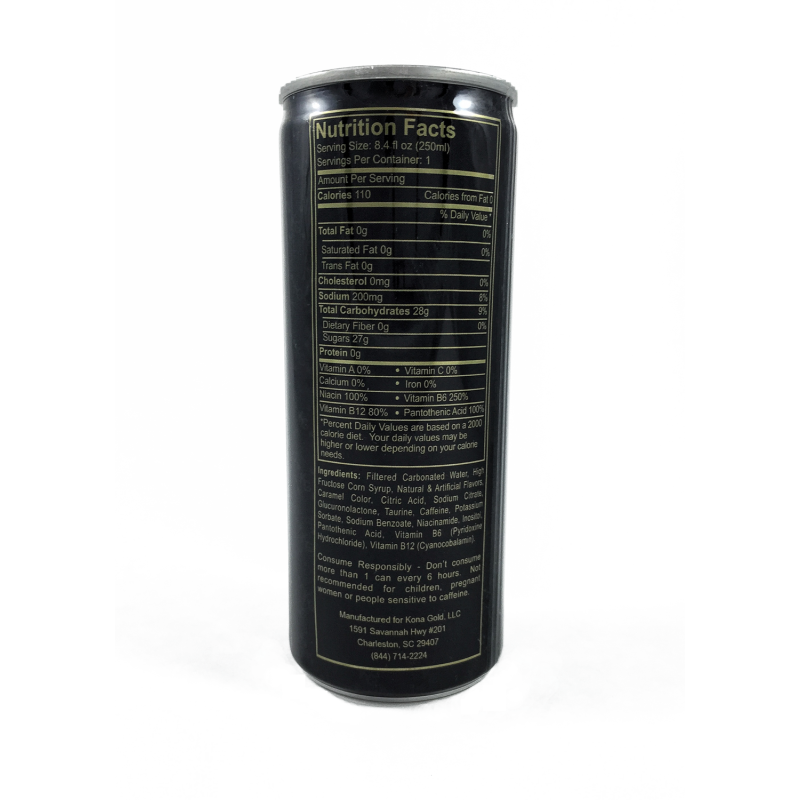 Nutrition Facts
Serving Size: 8.4 fl oz (250ml)
Servings Per Container: 1
Amount Per Serving
Calories 110 Calories from Fat 0
% Daily Value*
Total Fat 0g 0%
Saturated Fat 0g 0%
Trans Fat 0g
Cholesterol 0mg 0%
Sodium 200mg 8%
Total Carbohydrates 28g 9%
Dietary Fiber 0g 0%
Sugars 27g
Protein 0g
Vitamin A 0% • Vitamin C 0%
Calcium 0% • Iron 0%
Niacin 100% • Vitamin B6 250%
Vitamin B12 80% • Pantothenic Acid 100%
*Percent Daily Values are based on a 2000
calorie diet. Your daily values may be
higher or lower depending on your calorie
needs.
Ingredients: Filtered Carbonated Water, High
Fructose Corn Syrup, Natural & Artificial Flavors,
Caramel Color, Citric Acid, Sodium Citrate,
Glucuronolactone, Taurine, Caffeine, Potassium
Sorbate, Sodium Benzoate, Niacinamide, Inositol,
Pantothenic Acid, Vitamin B6 (Pyridoxine
Hydrochloride), Vitamin B12 (Cyanocobalamin).
Consume Responsibly - Don't consume
more than 1 can every 6 hours. Not
recommended for children, pregnant
women or people sensitive to caffeine.
Manufactured for Kona Gold, LLC
1591 Savannah Hwy #201
Charleston, SC 29407
(844) 714-2224